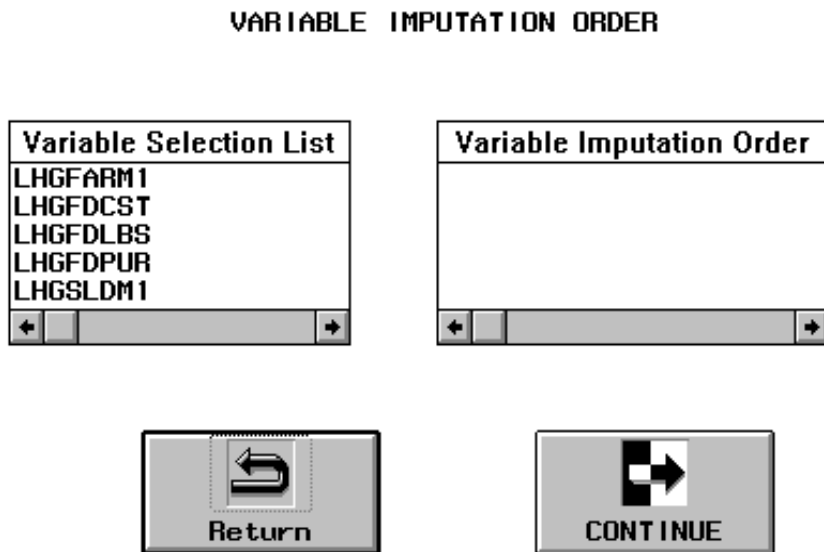 VARIABLE IMPUTATION ORDER
Variable Selection List
LHGFARM1
LHGFDCST
LHGFDLBS
LHGFDPUR
LHGSLDM1
Variable Imputation Order
Return
CONTINUE